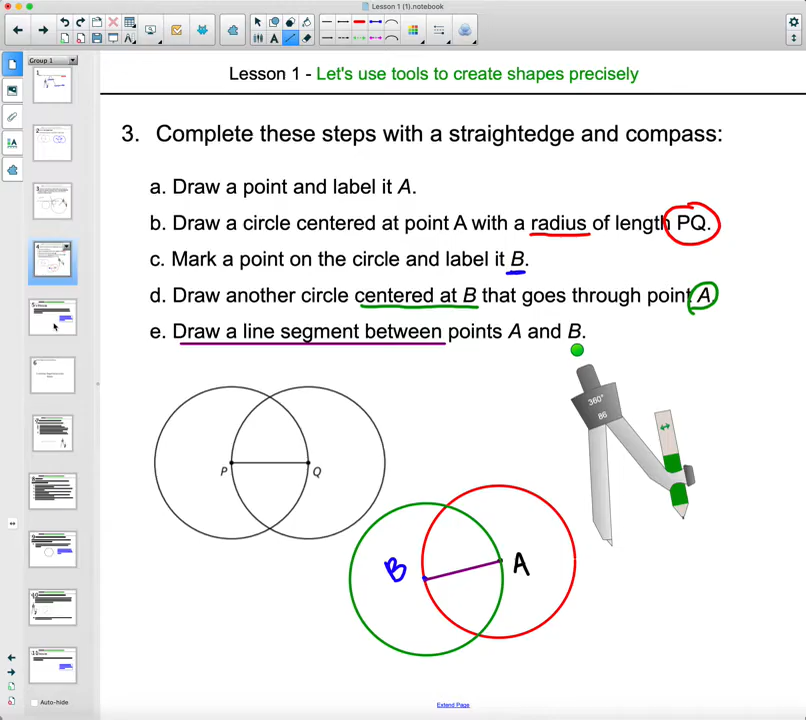 Lesson 1 (1).notebook
Group 1
Lesson 1 - Let's use tools to create shapes precisely
3. Complete these steps with a straightedge and compass:
a. Draw a point and label it A.
b. Draw a circle centered at point A with a radius of length PQ.
c. Mark a point on the circle and label it B.
d. Draw another circle centered at B that goes through point A
e. Draw a line segment between points A and B.
360°
86
P
Q
B
A
Auto-hide
Extend Page